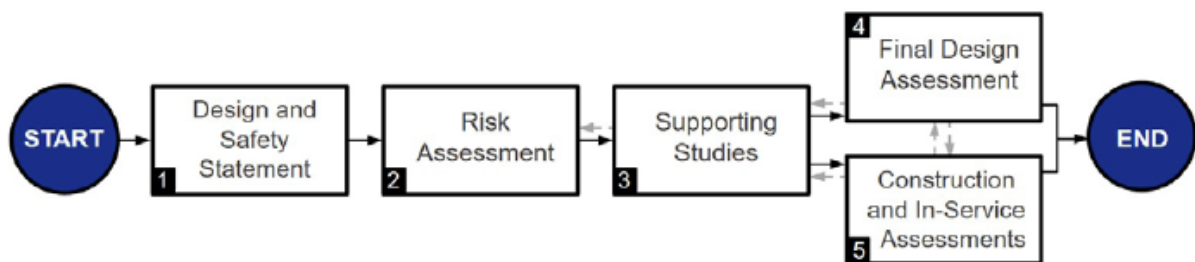 START
Design and
Safety
Statement
1
Risk
Assessment
2
Supporting
Studies
3
4
Final Design
Assessment
Construction
and In-Service
Assessments
5
END